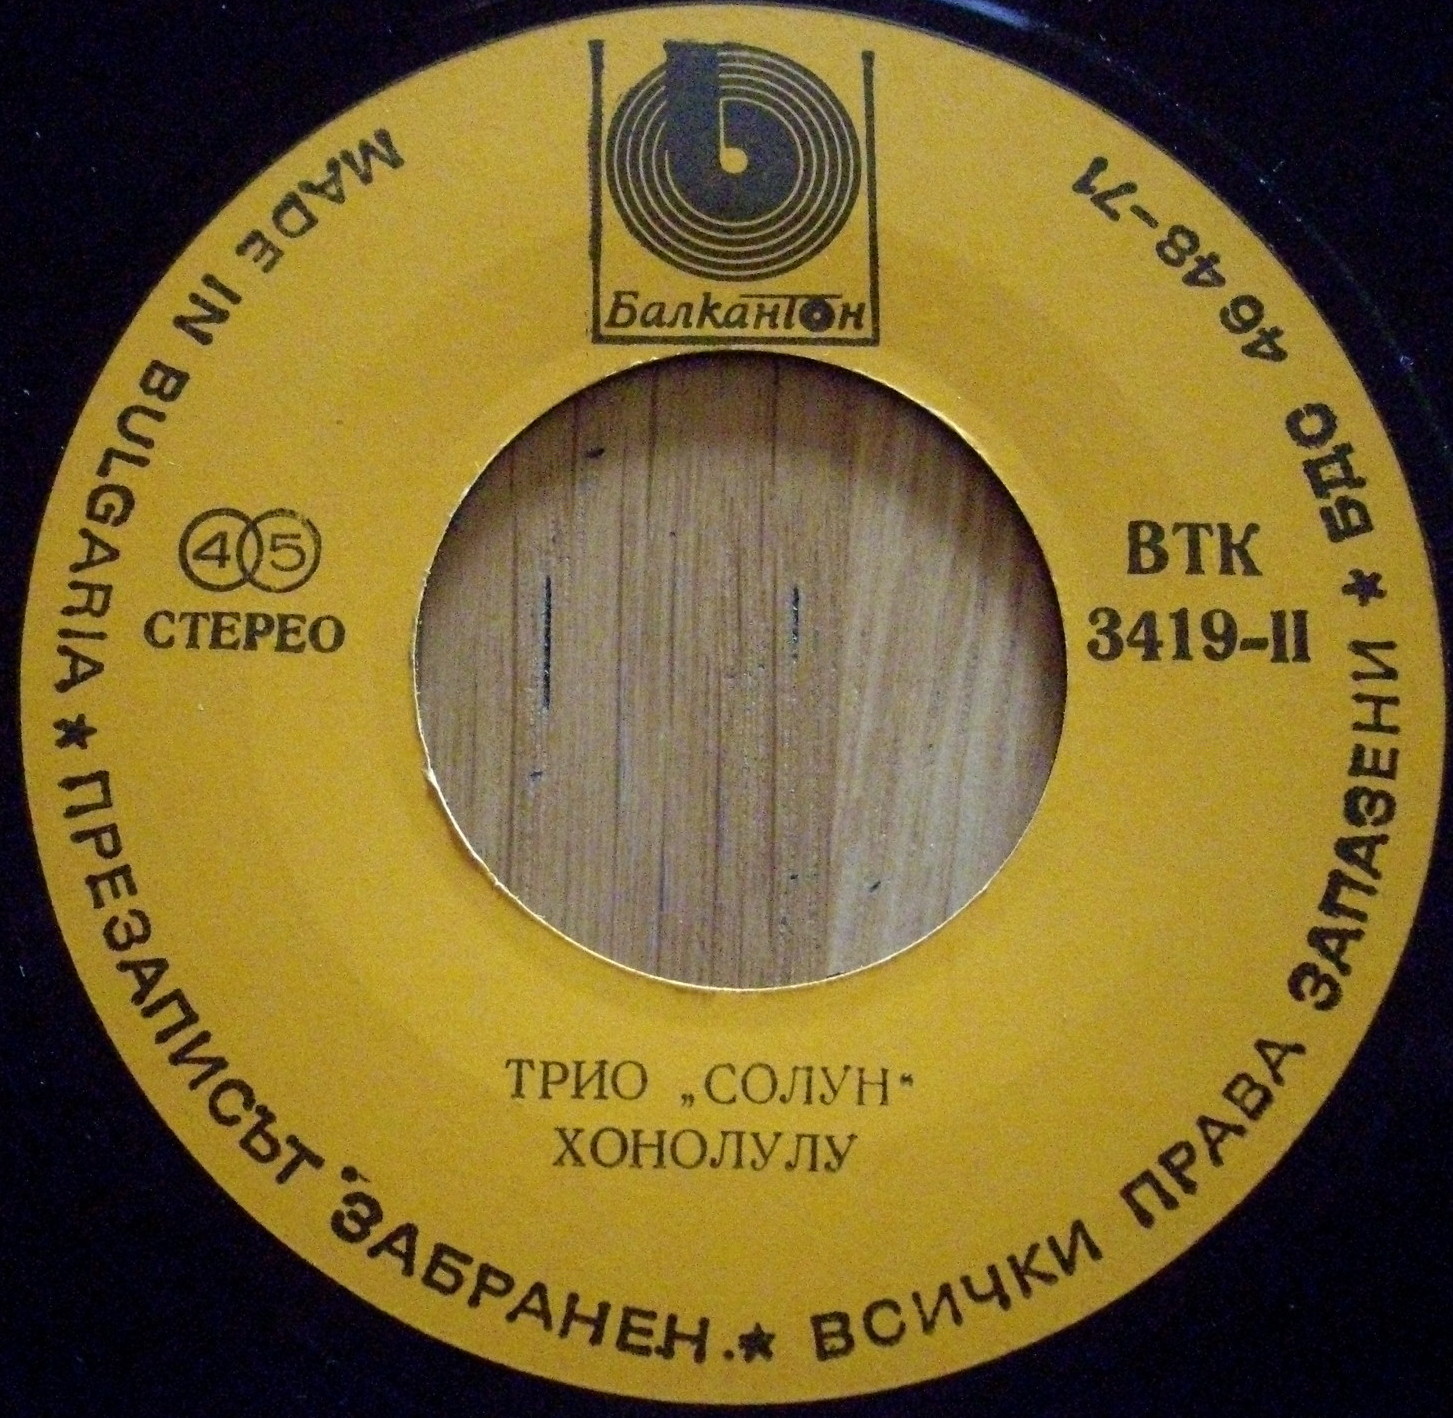 Балкантон
45
СТЕРЕО
ВТК
3419-II
ТРИО „СОЛУН“
ХОНОЛУЛУ
MADE IN BULGARIA ★ ПРЕЗАПИСЪТ ЗАБРАНЕН. ★ ВСИЧКИ ПРАВА ЗАПАЗЕНИ ★ БДО 4648-71